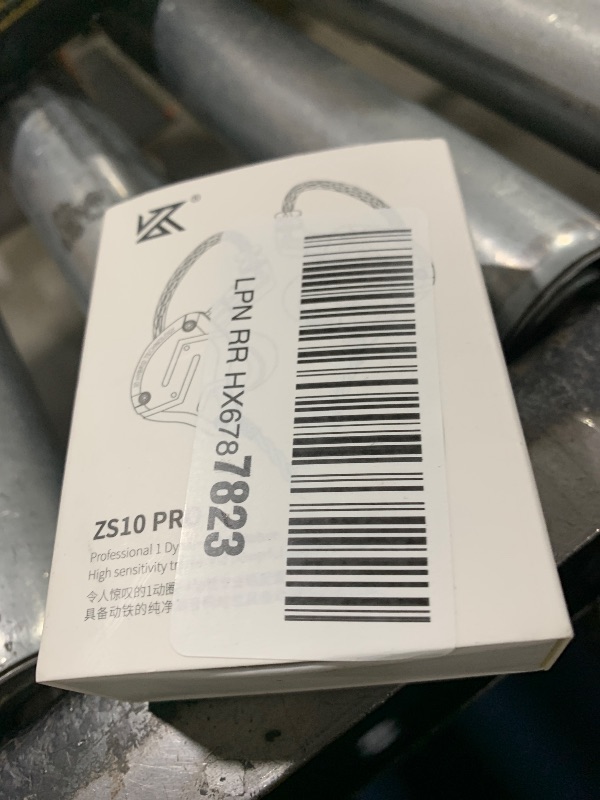 KZ®
ZS10 PR
Professional 1 Dy
High sensitivity tr
令人惊叹的1动圈
具备动铁的纯净
LPN RR HX6787823